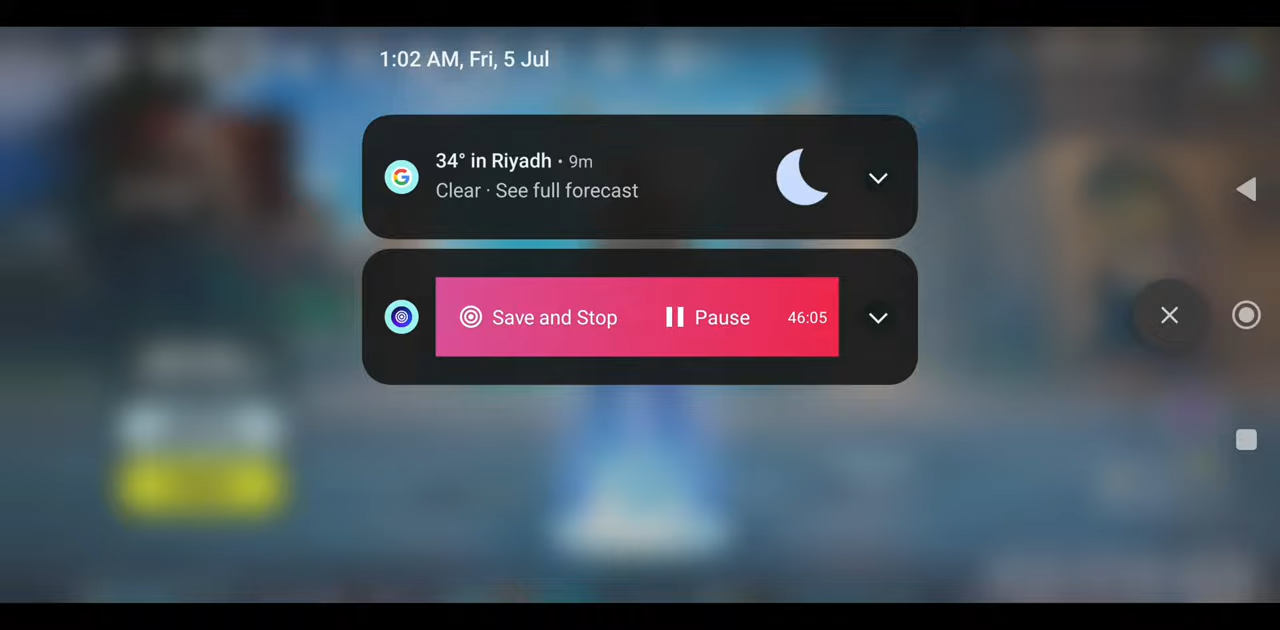 1:02 AM, Fri, 5 Jul
34° in Riyadh · 9m
Clear · See full forecast
Save and Stop Pause 46:05